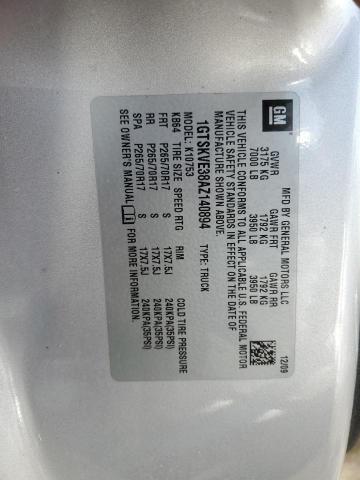 GM
MFD BY GENERAL MOTORS LLC 12/09
GVWR GAWR FRT GAWR RR
3175 KG 1792 KG 1792 KG
7000 LB 3950 LB 3950 LB
THIS VEHICLE CONFORMS TO ALL APPLICABLE U.S. FEDERAL MOTOR
VEHICLE SAFETY STANDARDS IN EFFECT ON THE DATE OF
MANUFACTURE SHOWN ABOVE.
1GTSKVE38AZ140894 TYPE: TRUCK
MODEL: K10753
KB64 TIRE SIZE SPEED RTG RIM COLD TIRE PRESSURE
FRT P265/70R17 S 17X7.5J 240KPA(35PSI)
RR P265/70R17 S 17X7.5J 240KPA(35PSI)
SPA P265/70R17 S 17X7.5J 240KPA(35PSI)
SEE OWNER'S MANUAL FOR MORE INFORMATION.